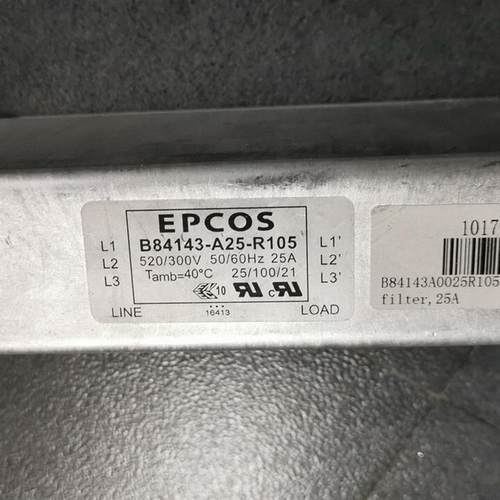 EPCOS
L1 B84143-A25-R105 L1'
L2 520/300V 50/60Hz 25A L2'
L3 Tamb=40°C 25/100/21 L3'
10
LINE 16413 LOAD
1017
B84143A0025R105
filter,25A